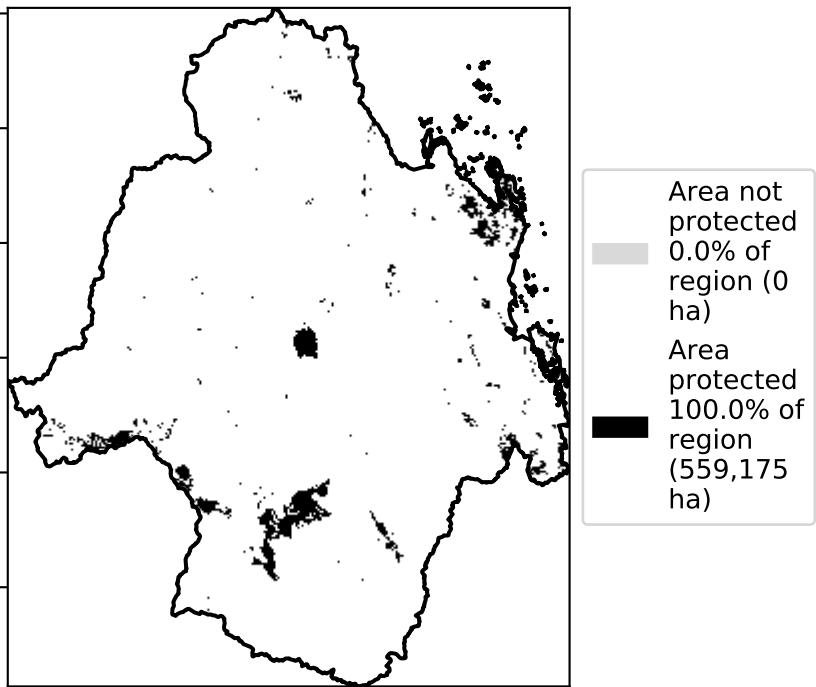 Area not
protected
0.0% of
region (0
ha)
Area
protected
100.0% of
region
(559,175
ha)